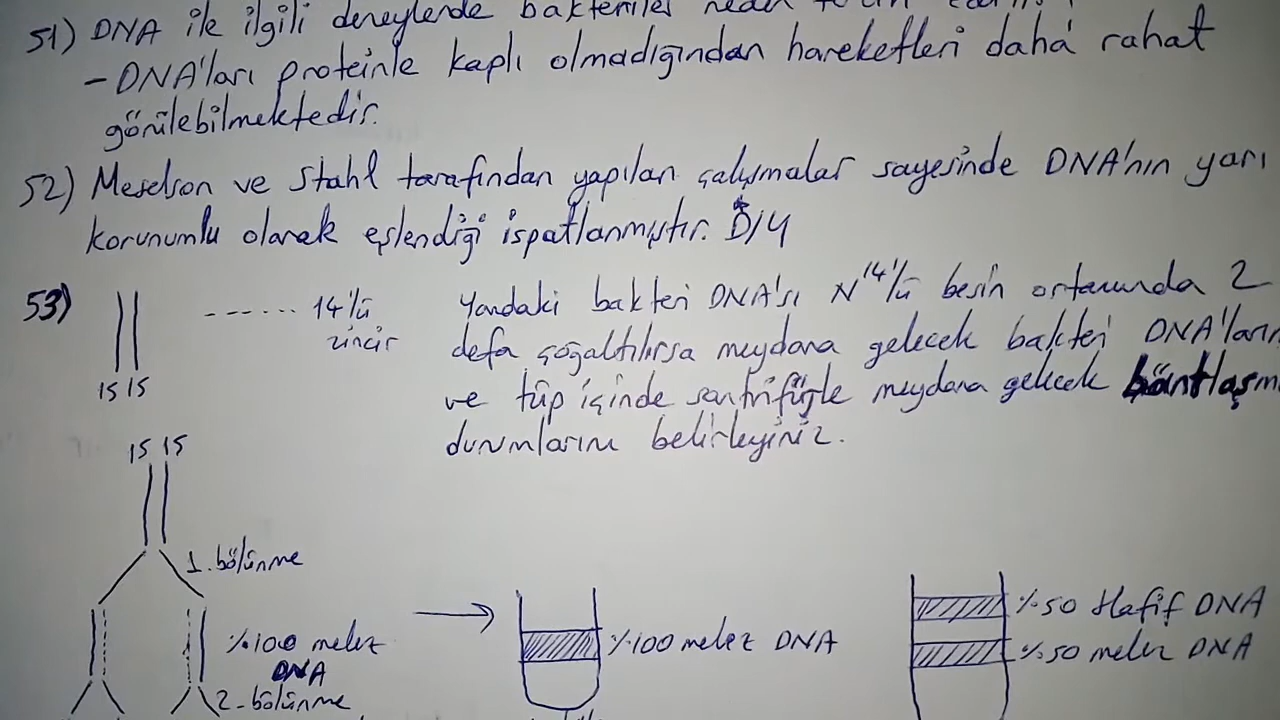 51) DNA ile ilgili deneylerde bakteriler neden
- DNA'ları proteinle kaplı olmadığından hareketleri daha rahat
görülebilmektedir.
52) Meselson ve Stahl tarafından yapılan çalışmalar sayesinde DNA'nın yarı
korunumlu olarak eşlendiği ispatlanmıştır. D/Y
53) ------ 14'lü Yandaki bakteri DNA'sı N14'lü besin ortamında 2
zincir defa çoğaltılırsa meydana gelecek bakteri DNA'ların
15 15 ve tüp içinde santrifüjle meydana gelecek bantlaşm
durumlarını belirleyiniz.
15 15
1. bölünme
%50 Hafif DNA
%100 melez %100 melez DNA %50 melez DNA
DNA
2. bölünme